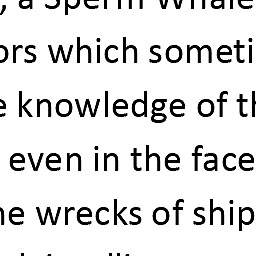 , a Sperm Whale
ors which someti
e knowledge of th
even in the face
he wrecks of ship